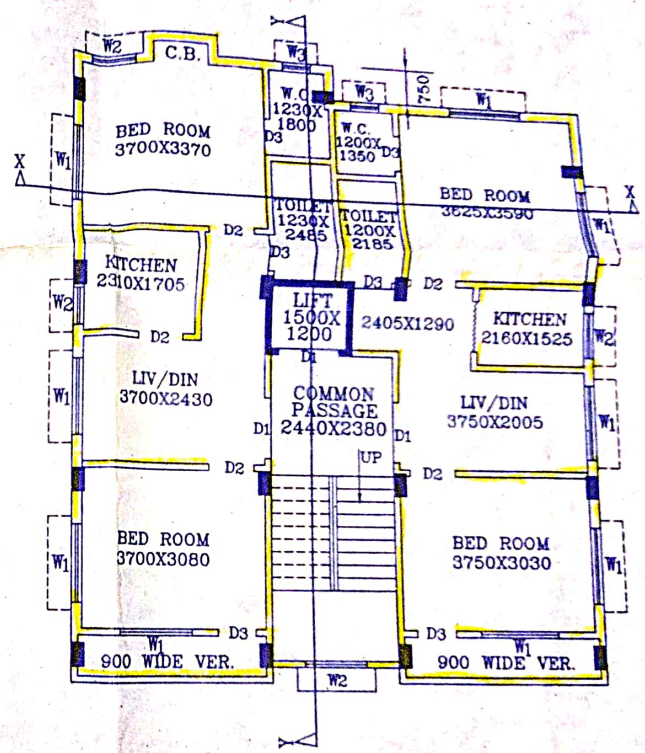 Y
W2
C.B.
W3
W.C
1230X
1800
D3
750
W3
W1
W.C.
1200X
1350
D3
BED ROOM
3700X3370
W1
X
BED ROOM
3625X3590
X
W1
TOILET
1230X
2485
TOILET
1200X
2185
D2
D3
KITCHEN
2310X1705
W2
D2
LIFT
1500X
1200
D3
D2
2405X1290
KITCHEN
2160X1525
W2
D1
LIV/DIN
3700X2430
W1
COMMON
PASSAGE
2440X2380
D1
D1
LIV/DIN
3750X2005
W1
UP
D2
D2
BED ROOM
3700X3080
W1
BED ROOM
3750X3030
W1
W1
D3
D3
W1
900 WIDE VER.
900 WIDE VER.
W2
Y